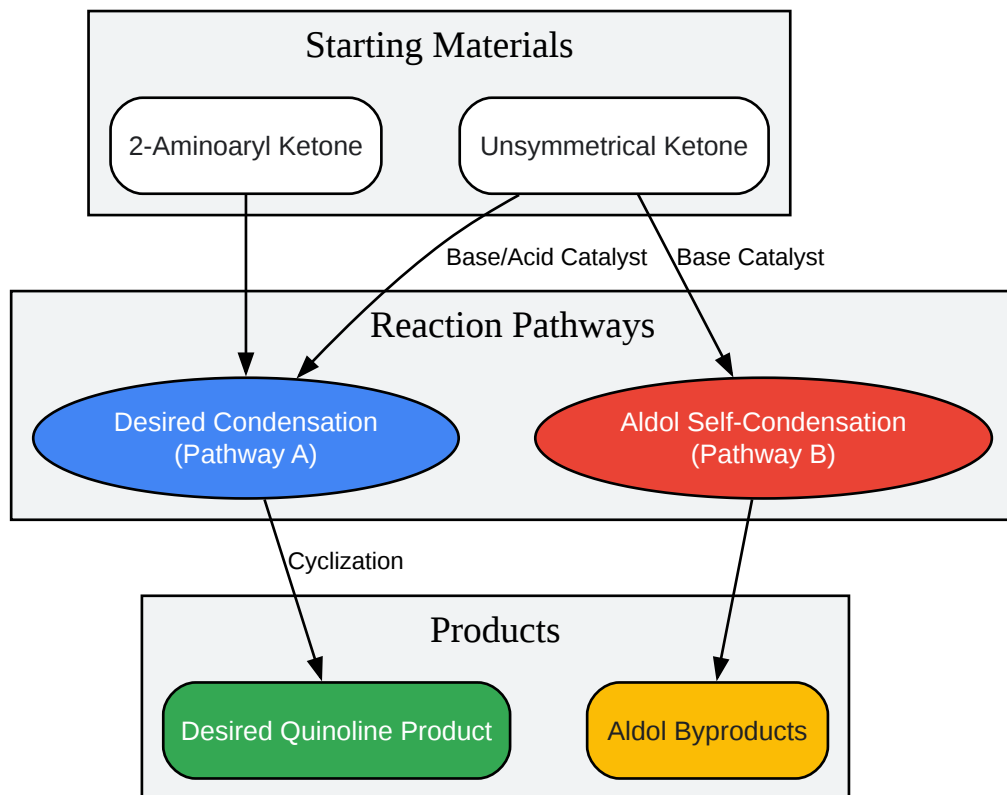 Starting Materials
2-Aminoaryl Ketone
Unsymmetrical Ketone
Base/Acid Catalyst
Base Catalyst
Reaction Pathways
Desired Condensation
(Pathway A)
Aldol Self-Condensation
(Pathway B)
Cyclization
Products
Desired Quinoline Product
Aldol Byproducts